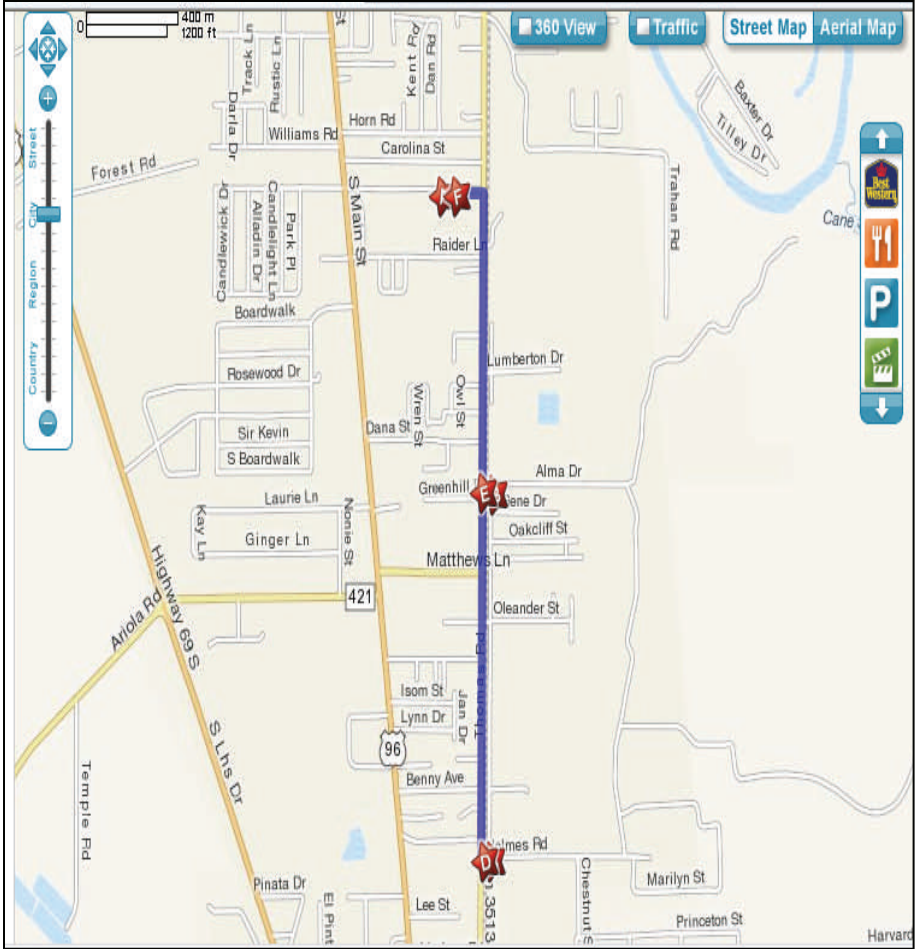 400 m
0
1200 ft
St
360 View
Traffic
Street Map
Aerial Map
Track Ln
Rustic Ln
Kent Rd
Dan Rd
Darla Dr
Horn Rd
Williams Rd
Carolina St
Baxter Dr
Tilley Dr
Street
City
Region
Country
Forest Rd
S Main St
Trahan Rd
Best Western
P
Cane
K
F
Candlewick Dr
Alladin Dr
Candlelight Ln
Park Pl
Raider Ln
Boardwalk
Lumberton Dr
Rosewood Dr
Wren St
Owl St
Dana St
Sir Kevin
S Boardwalk
Alma Dr
Greenhill
E
Gene Dr
Laurie Ln
Kay Ln
Nonie St
Oakcliff St
Ginger Ln
Matthews Ln
421
Oleander St
Ariola Rd
Highway 69 S
Thomas Rd
Isom St
Lynn Dr
Jan Dr
S Lhs Dr
96
Benny Ave
Temple Rd
olmes Rd
D
Chestnut S
Marilyn St
Pinata Dr
El Pint
Lee St
3513
Princeton St
Harvard